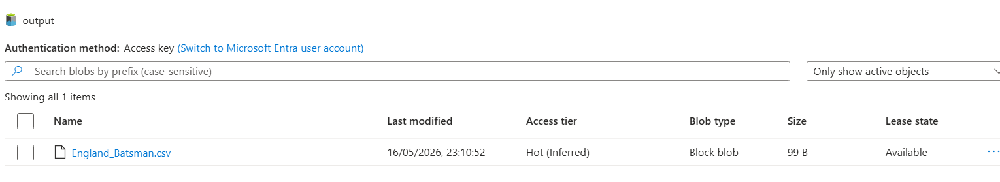 output
Authentication method: Access key (Switch to Microsoft Entra user account)
Search blobs by prefix (case-sensitive) Only show active objects
Showing all 1 items
Name Last modified Access tier Blob type Size Lease state
England_Batsman.csv 16/05/2026, 23:10:52 Hot (Inferred) Block blob 99 B Available ...